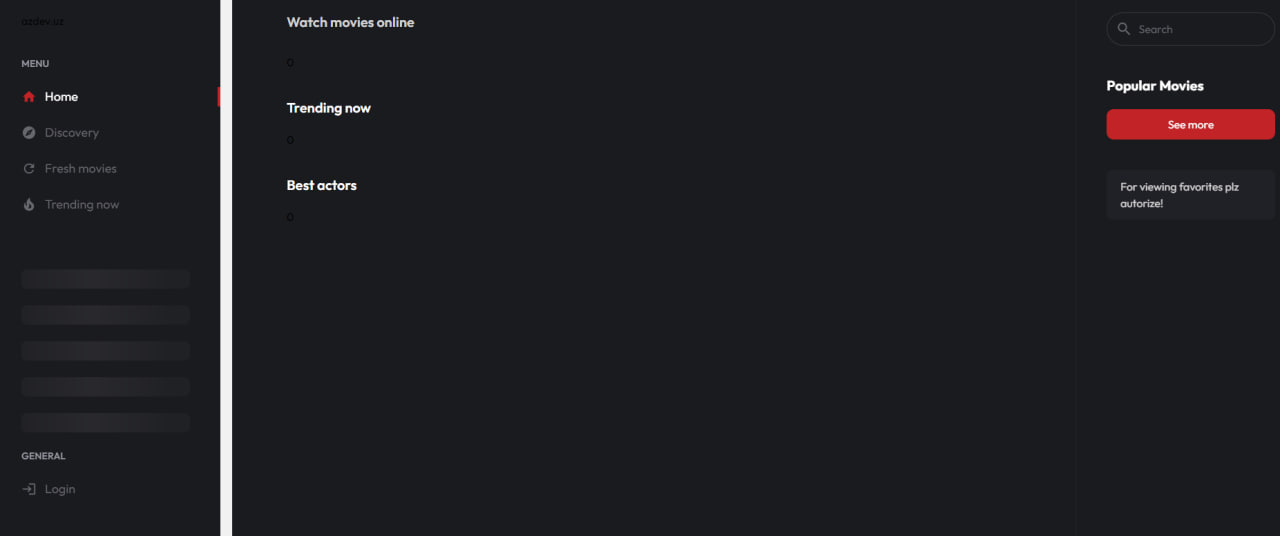 azdev.uz
MENU
Home
Discovery
Fresh movies
Trending now
GENERAL
Login
Watch movies online
0
Trending now
0
Best actors
0
Search
Popular Movies
See more
For viewing favorites plz
autorize!